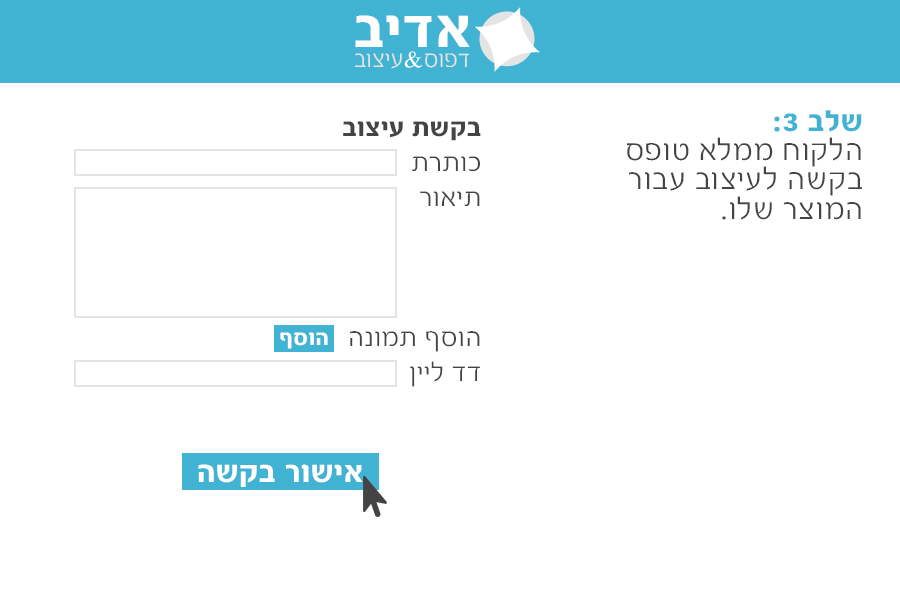 אדיב
דפוס&עיצוב
שלב 3:
הלקוח ממלא טופס
בקשה לעיצוב עבור
המוצר שלו.
בקשת עיצוב
כותרת
תיאור
הוסף תמונה הוסף
דד ליין
אישור בקשה